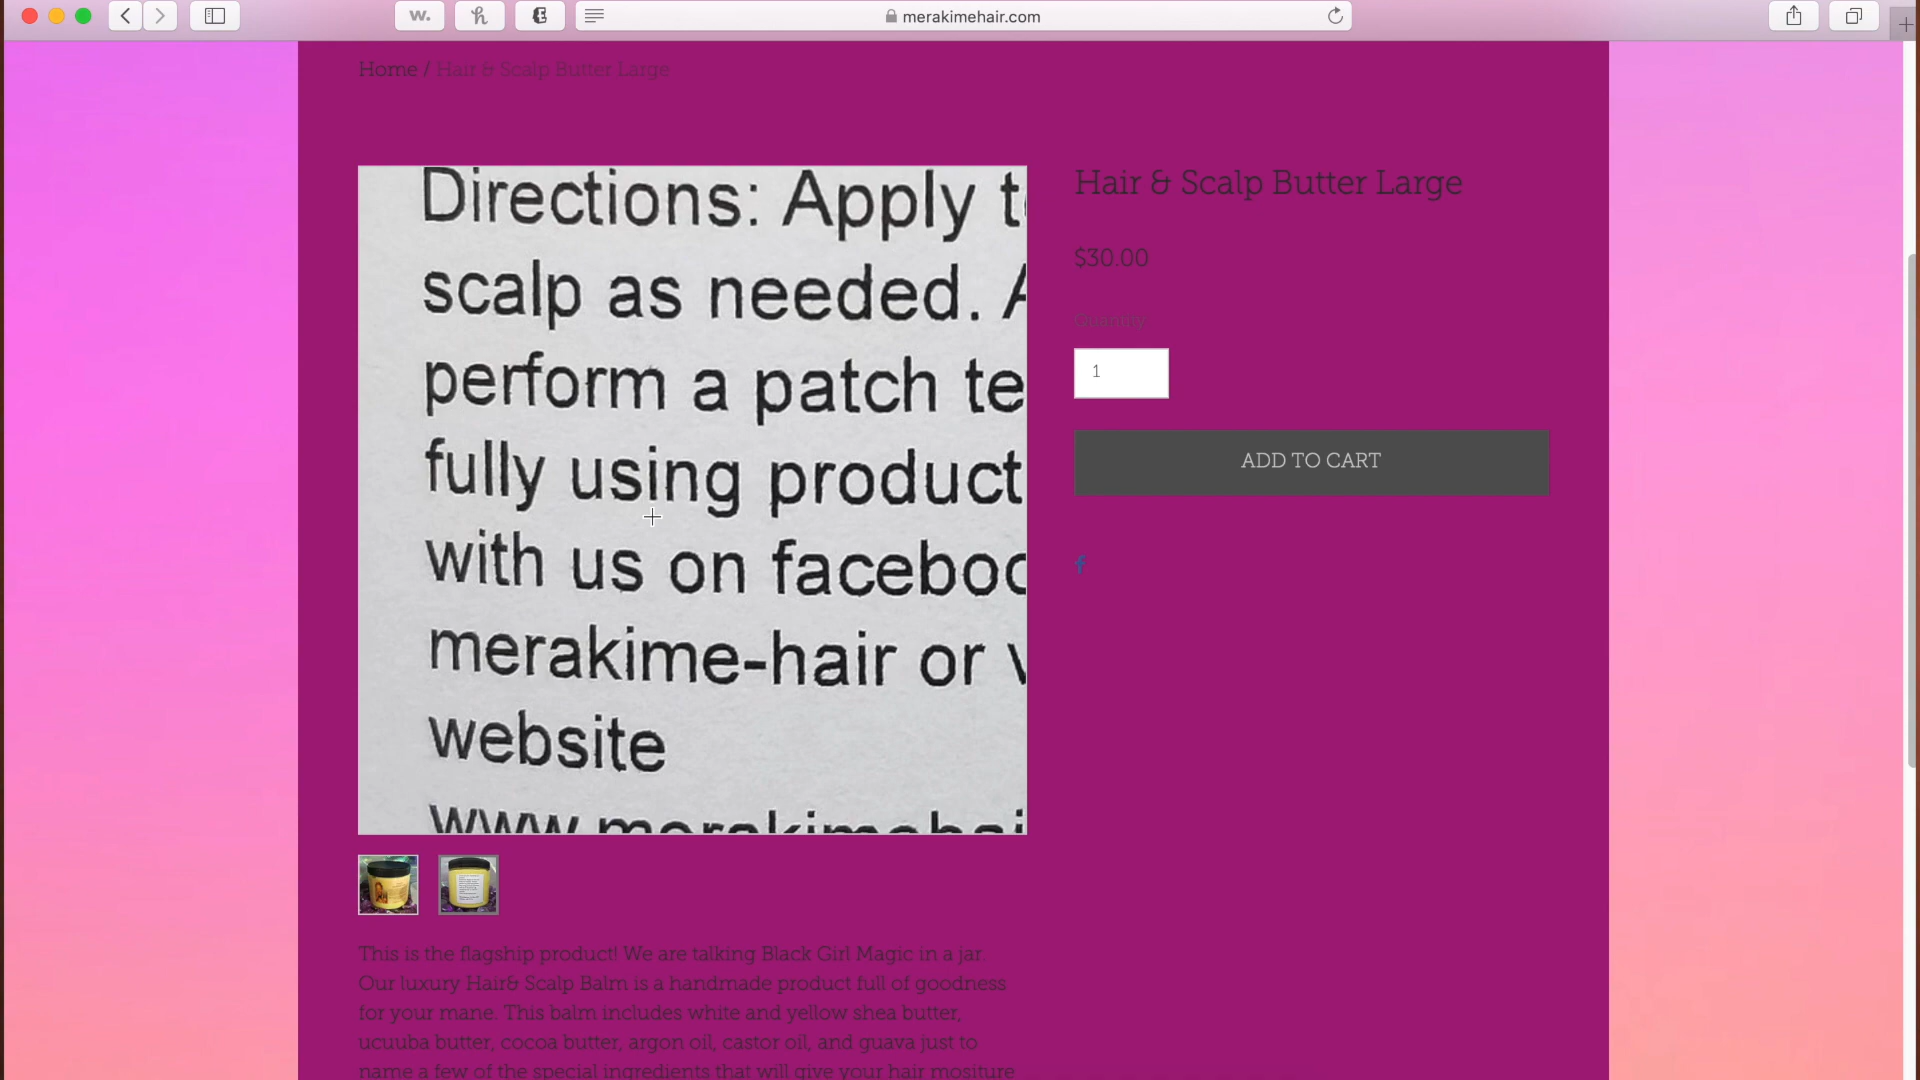 w.
merakimehair.com
Home / Hair & Scalp Butter Large
Directions: Apply
scalp as needed.
perform a patch
fully using product
with us on
merakime-hair or
website
Hair & Scalp Butter Large
$30.00
Quantity
1
ADD TO CART
f
This is the flagship product! We are talking Black Girl Magic in a jar.
Our luxury Hair& Scalp Balm is a handmade product full of goodness
for your mane. This balm includes white and yellow shea butter,
ucuuba butter, cocoa butter, argon oil, castor oil, and guava just to
name a few of the special ingredients that will give your hair mositure